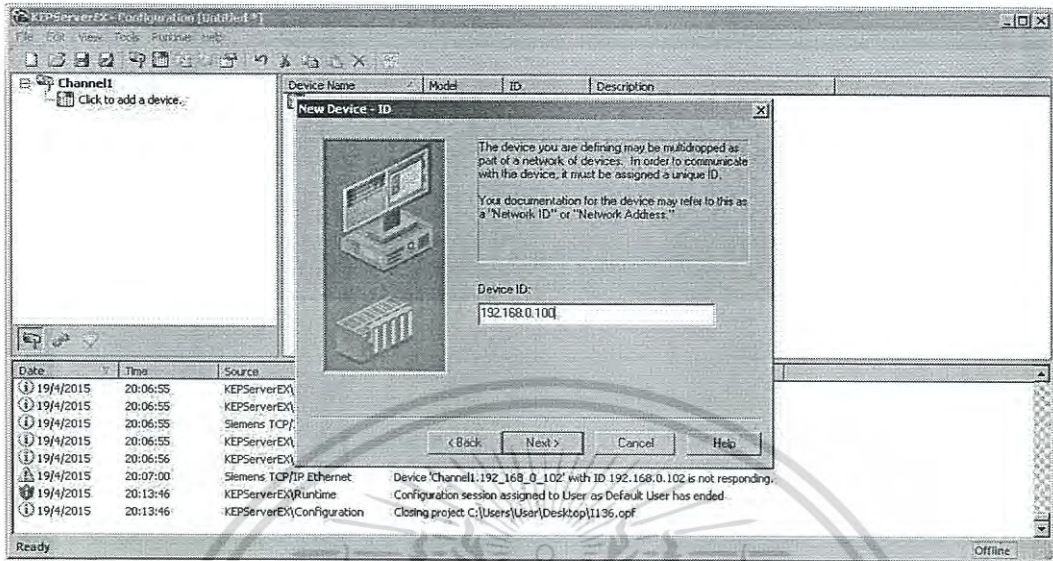 KEPServerEX - Configuration [Untitled *]
File Edit View Tools Runtime Help
Channel1
Click to add a device.
Device Name Model ID Description
New Device - ID
The device you are defining may be multidropped as
part of a network of devices. In order to communicate
with the device, it must be assigned a unique ID.
Your documentation for the device may refer to this as
a "Network ID" or "Network Address."
Device ID:
192.168.0.100
< Back Next > Cancel Help
Date Time Source
19/4/2015 20:06:55 KEPServerEX\
19/4/2015 20:06:55 KEPServerEX\
19/4/2015 20:06:55 Siemens TCP/
19/4/2015 20:06:55 KEPServerEX\
19/4/2015 20:06:56 KEPServerEX\
19/4/2015 20:07:00 Siemens TCP/IP Ethernet Device 'Channel1.192_168_0_102' with ID 192.168.0.102 is not responding.
19/4/2015 20:13:46 KEPServerEX\Runtime Configuration session assigned to User as Default User has ended
19/4/2015 20:13:46 KEPServerEX\Configuration Closing project C:\Users\User\Desktop\I136.opf
Ready Offline